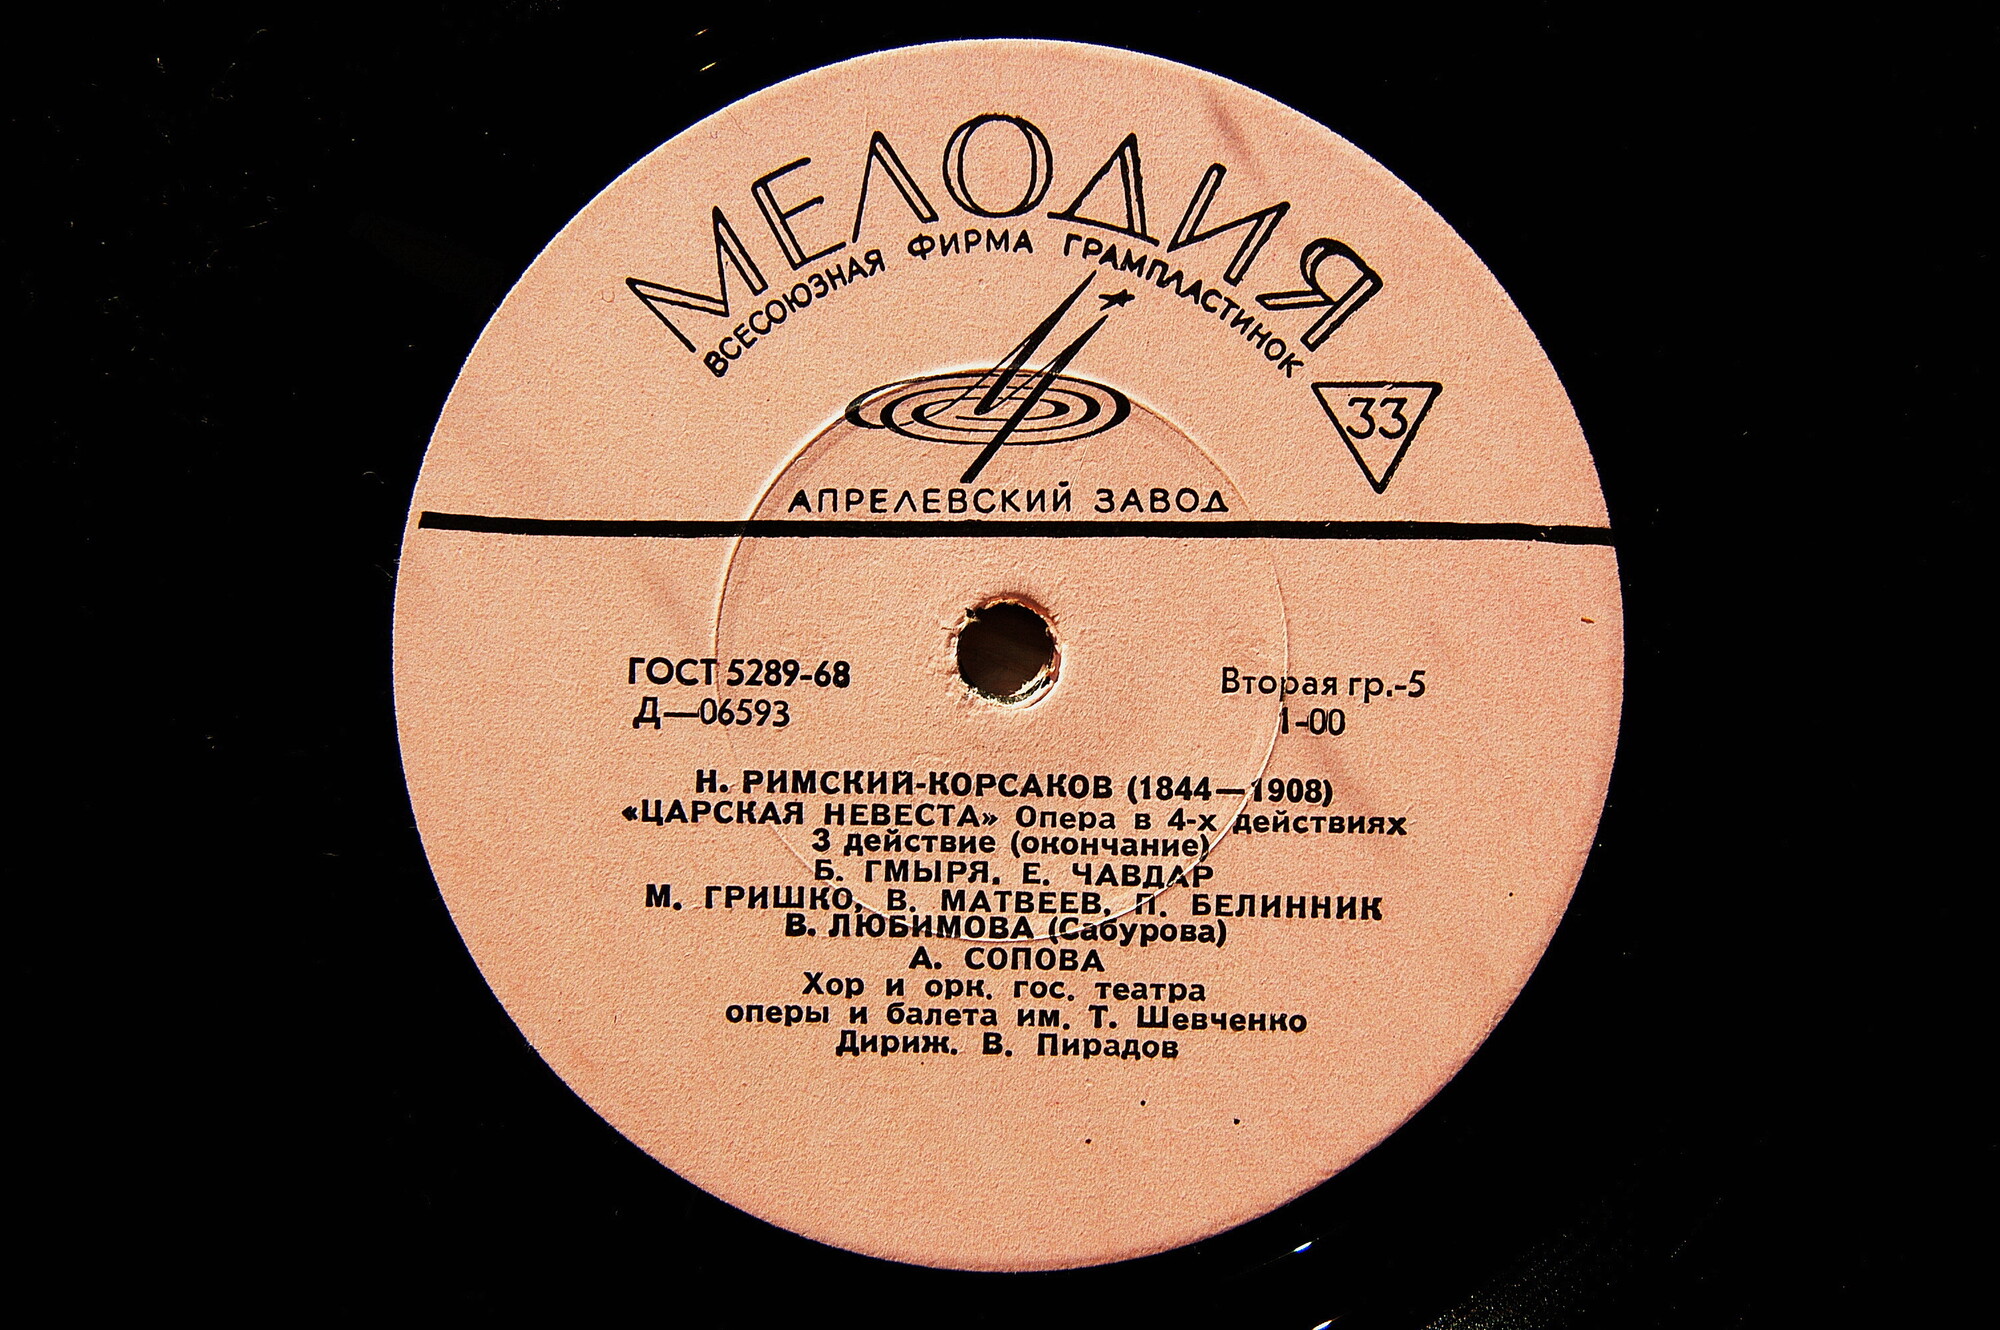 МЕЛОДИЯ
ВСЕСОЮЗНАЯ ФИРМА ГРАМПЛАСТИНОК
33
АПРЕЛЕВСКИЙ ЗАВОД
ГОСТ 5289-68
Д—06593
Вторая гр.-5
1-00
Н. РИМСКИЙ-КОРСАКОВ (1844—1908)
«ЦАРСКАЯ НЕВЕСТА» Опера в 4-х действиях
3 действие (окончание)
Б. ГМЫРЯ, Е. ЧАВДАР
М. ГРИШКО, В. МАТВЕЕВ, П. БЕЛИННИК
В. ЛЮБИМОВА (Сабурова)
А. СОПОВА
Хор и орк. гос. театра
оперы и балета им. Т. Шевченко
Дириж. В. Пирадов